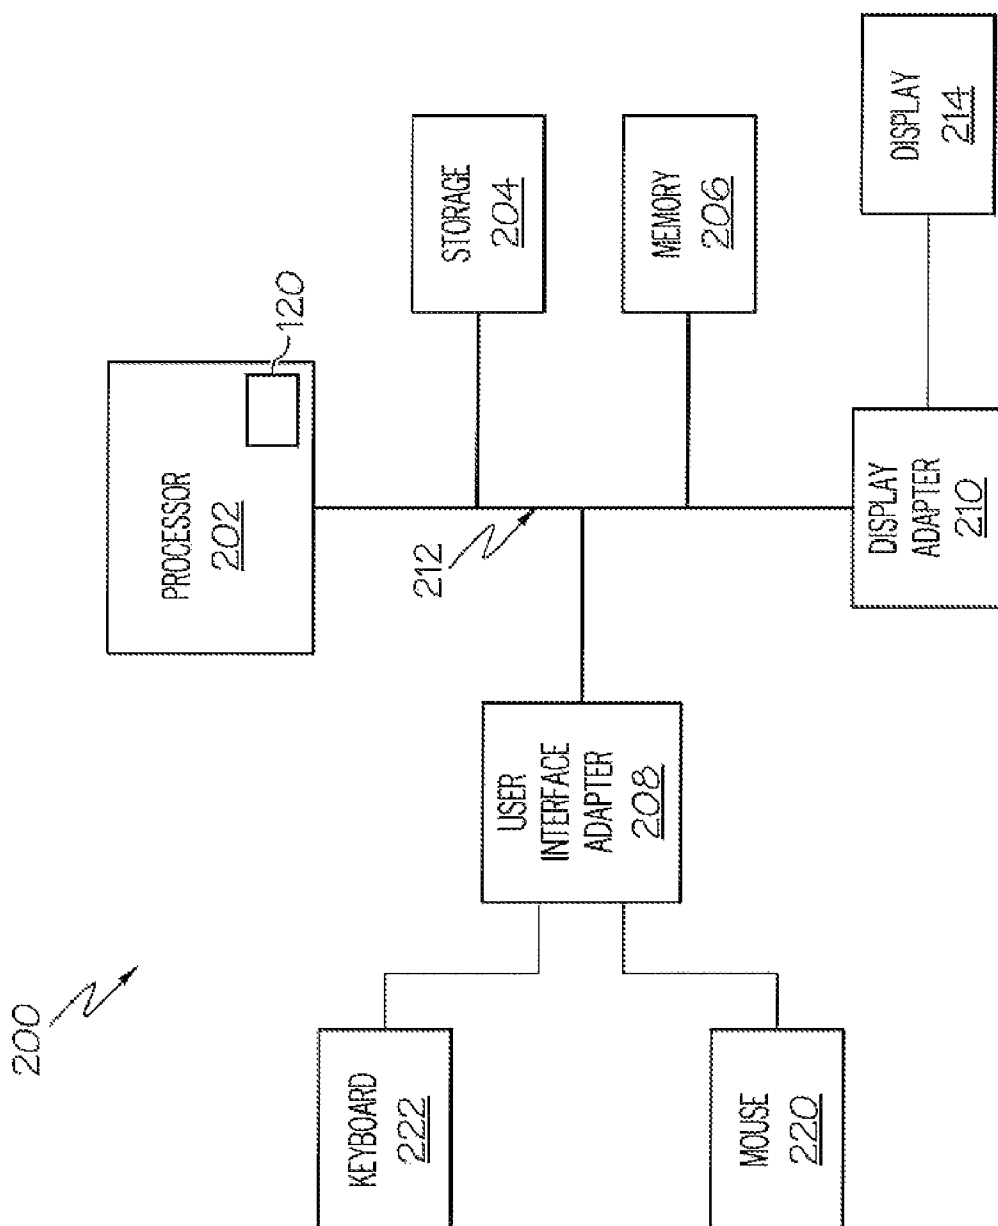 200
KEYBOARD
222
MOUSE
220
USER
INTERFACE
ADAPTER
208
PROCESSOR
202
120
212
STORAGE
204
MEMORY
206
DISPLAY
ADAPTER
210
DISPLAY
214